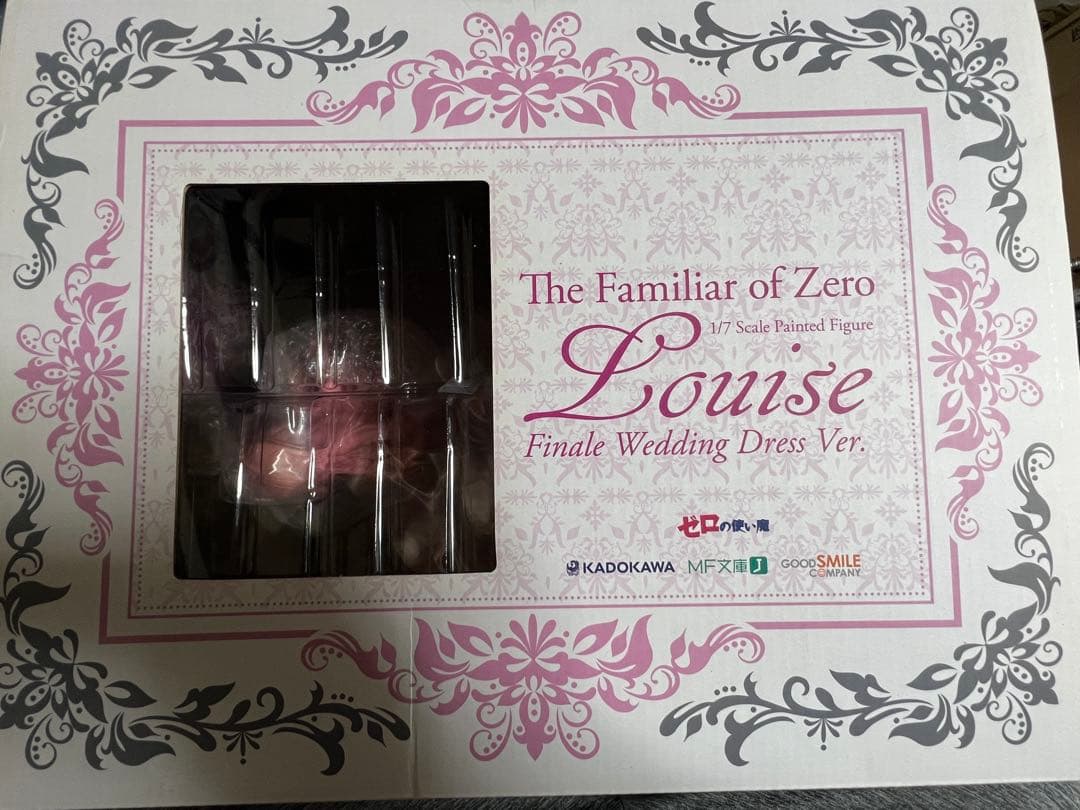 The Familiar of Zero
1/7 Scale Painted Figure
Louise
Finale Wedding Dress Ver.
ゼロの使い魔
KADOKAWA MF文庫J GOOD SMILE COMPANY